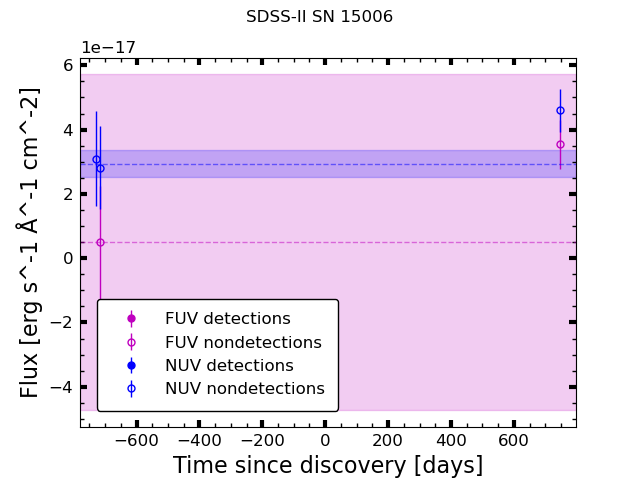 SDSS-II SN 15006
1e−17
6
4
2
0
−2
−4
Flux [erg s^-1 Å^-1 cm^-2]
FUV detections
FUV nondetections
NUV detections
NUV nondetections
−600 −400 −200 0 200 400 600
Time since discovery [days]